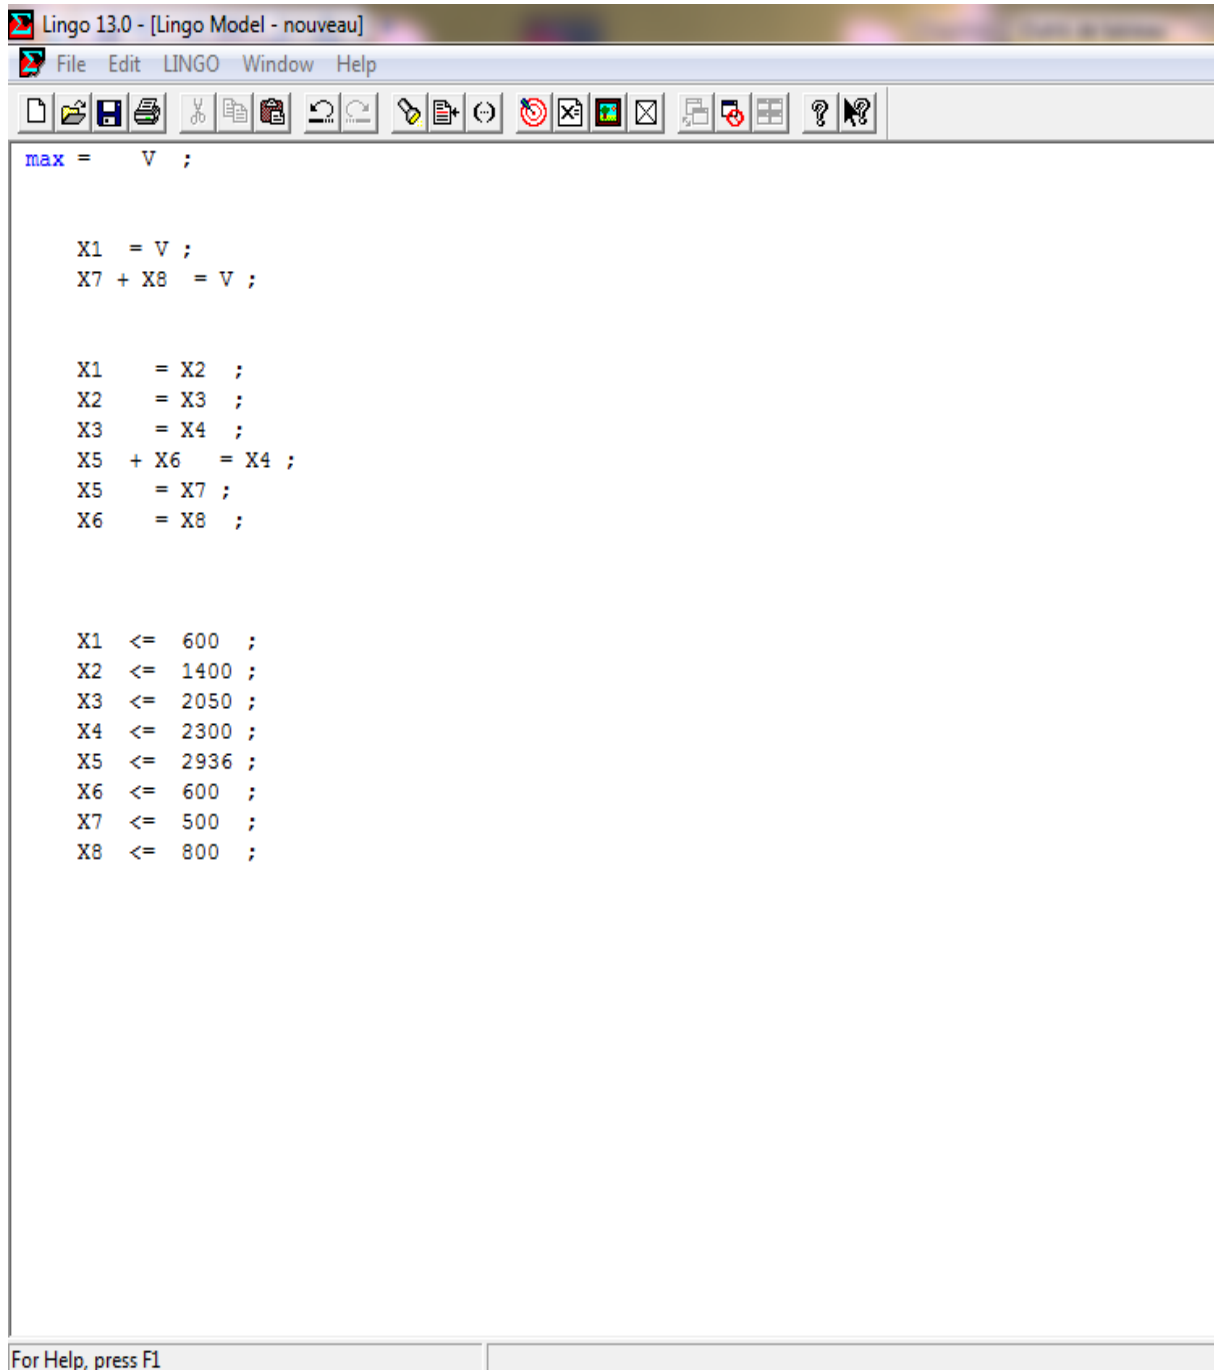 Lingo 13.0 - [Lingo Model - nouveau]
File Edit LINGO Window Help
max = V ;
X1 = V ;
X7 + X8 = V ;
X1 = X2 ;
X2 = X3 ;
X3 = X4 ;
X5 + X6 = X4 ;
X5 = X7 ;
X6 = X8 ;
X1 <= 600 ;
X2 <= 1400 ;
X3 <= 2050 ;
X4 <= 2300 ;
X5 <= 2936 ;
X6 <= 600 ;
X7 <= 500 ;
X8 <= 800 ;
For Help, press F1